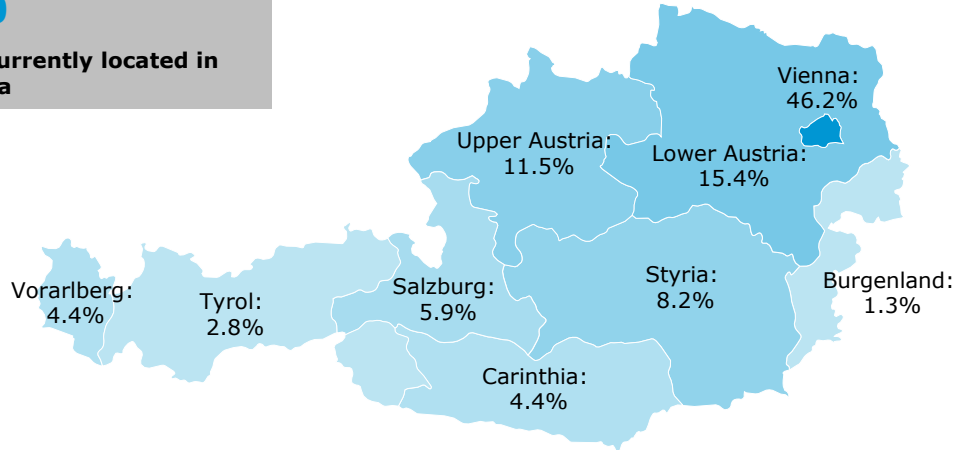 urrently located in
a
Vienna:
46.2%
Upper Austria:
11.5%
Lower Austria:
15.4%
Styria:
8.2%
Burgenland:
1.3%
Salzburg:
5.9%
Vorarlberg:
4.4%
Tyrol:
2.8%
Carinthia:
4.4%